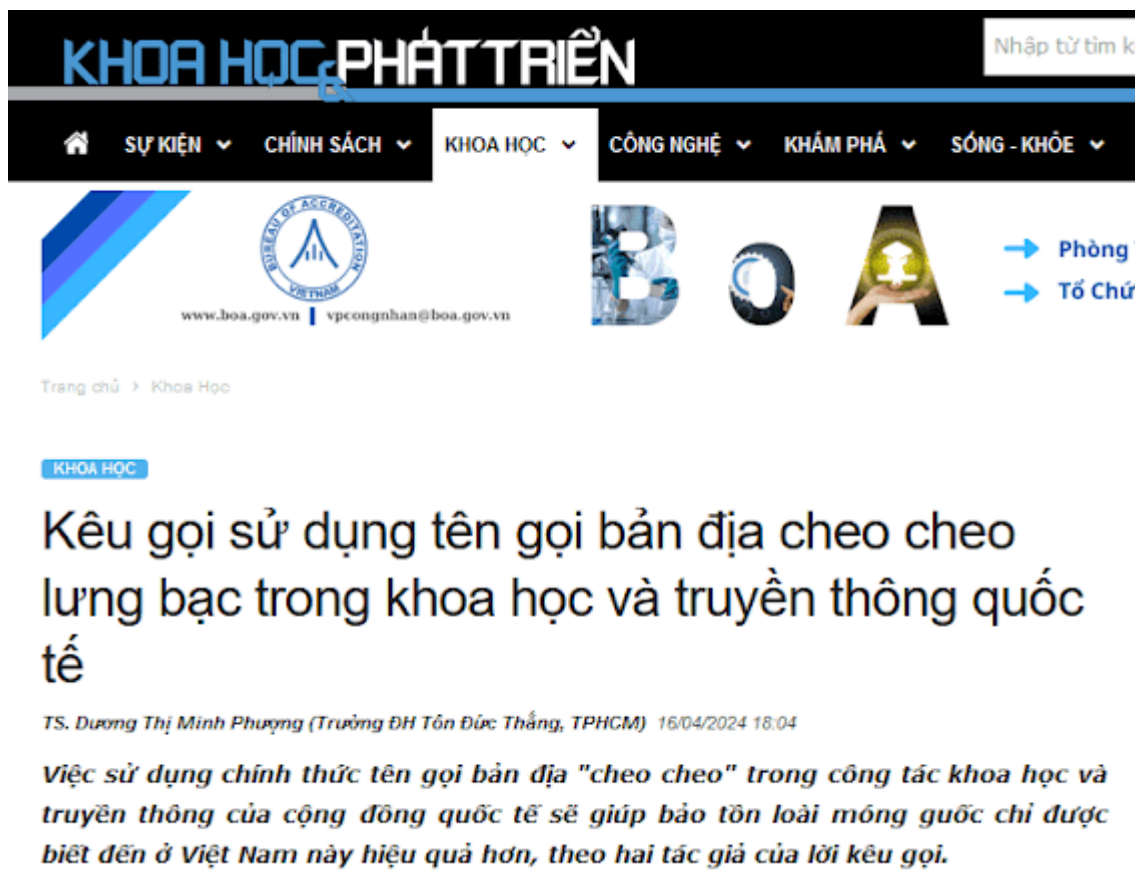 KHOA HỌC & PHÁT TRIỂN
Nhập từ tìm k
SỰ KIỆN
CHÍNH SÁCH
KHOA HỌC
CÔNG NGHỆ
KHÁM PHÁ
SỐNG - KHỎE
BUREAU OF ACCREDITATION
VIETNAM
www.boa.gov.vn
vpcongnhan@boa.gov.vn
BoA
Phòng
Tổ Chứ
Trang chủ > Khoa Học
KHOA HỌC
Kêu gọi sử dụng tên gọi bản địa cheo cheo
lưng bạc trong khoa học và truyền thông quốc
tế
TS. Dương Thị Minh Phượng (Trường ĐH Tôn Đức Thắng, TPHCM) 16/04/2024 18:04
Việc sử dụng chính thức tên gọi bản địa "cheo cheo" trong công tác khoa học và
truyền thông của cộng đồng quốc tế sẽ giúp bảo tồn loài móng guốc chỉ được
biết đến ở Việt Nam này hiệu quả hơn, theo hai tác giả của lời kêu gọi.